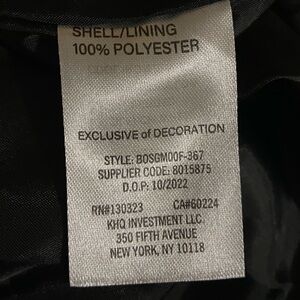 SHELL/LINING
100% POLYESTER
EXCLUSIVE of DECORATION
STYLE: BOSGM00F-367
SUPPLIER CODE: 8015875
D.O.P: 10/2022
RN#130323 CA#60224
KHQ INVESTMENT LLC.
350 FIFTH AVENUE
NEW YORK, NY 10118